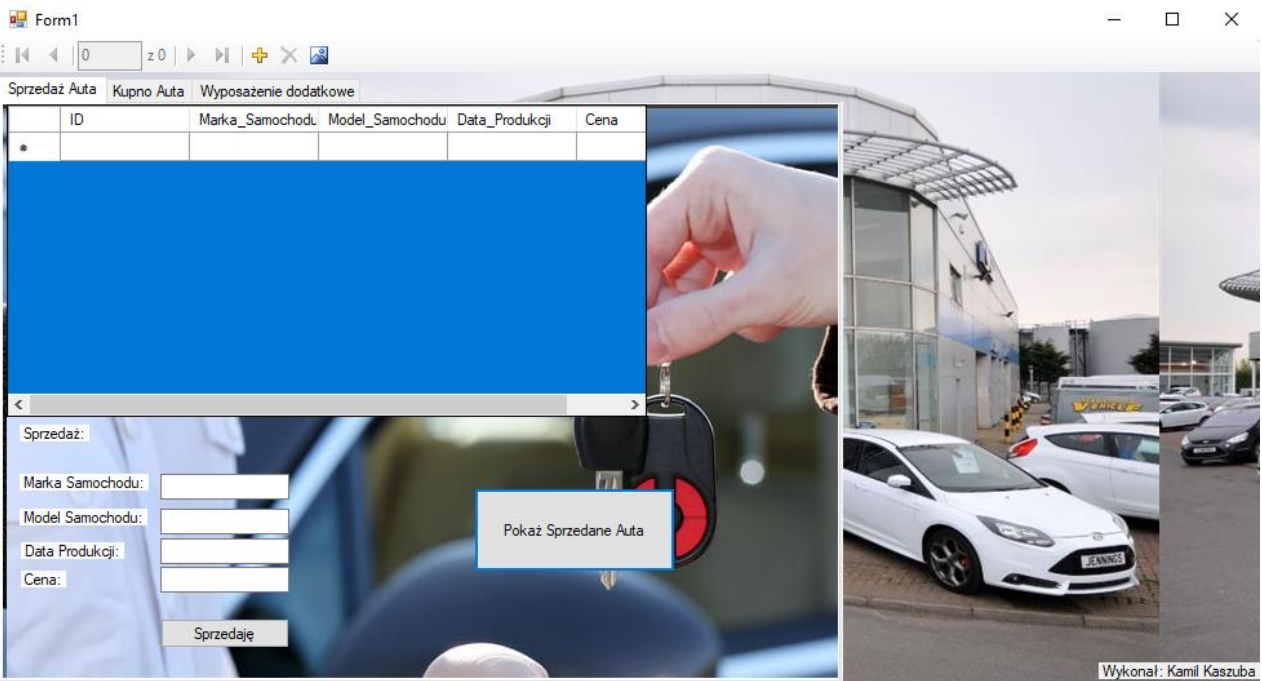 Form1
0 z 0
Sprzedaż Auta Kupno Auta Wyposażenie dodatkowe
ID Marka_Samochodu Model_Samochodu Data_Produkcji Cena
Sprzedaż:
Marka Samochodu:
Model Samochodu:
Data Produkcji:
Cena:
Sprzedaję
Pokaż Sprzedane Auta
JENNINGS
Wykonał: Kamil Kaszuba